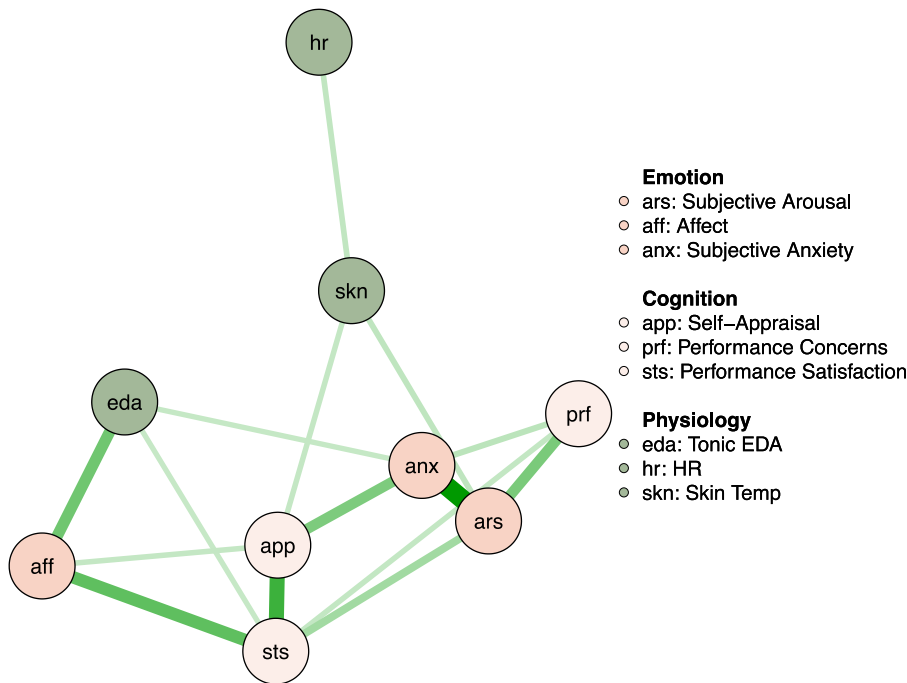 hr
skn
eda
prf
anx
ars
app
aff
sts
Emotion
ars: Subjective Arousal
aff: Affect
anx: Subjective Anxiety
Cognition
app: Self−Appraisal
prf: Performance Concerns
sts: Performance Satisfaction
Physiology
eda: Tonic EDA
hr: HR
skn: Skin Temp